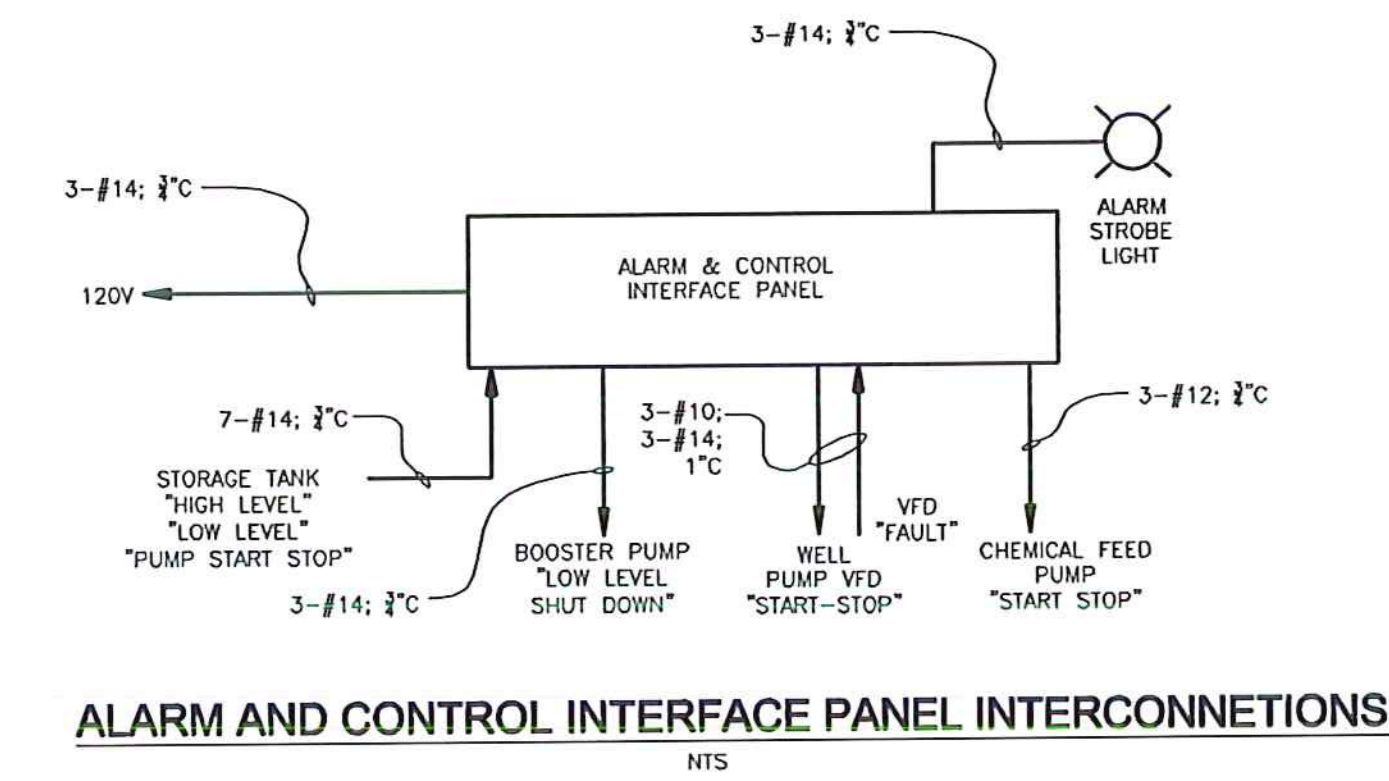 3-#14; ¾"C
3-#14; ¾"C
ALARM
STROBE
LIGHT
ALARM & CONTROL
INTERFACE PANEL
120V
7-#14; ¾"C
3-#10;
3-#14;
1"C
3-#12; ¾"C
STORAGE TANK
"HIGH LEVEL"
"LOW LEVEL"
"PUMP START STOP"
3-#14; ¾"C
BOOSTER PUMP
"LOW LEVEL
SHUT DOWN"
WELL
PUMP VFD
"START-STOP"
VFD
"FAULT"
CHEMICAL FEED
PUMP
"START STOP"
ALARM AND CONTROL INTERFACE PANEL INTERCONNETIONS
NTS